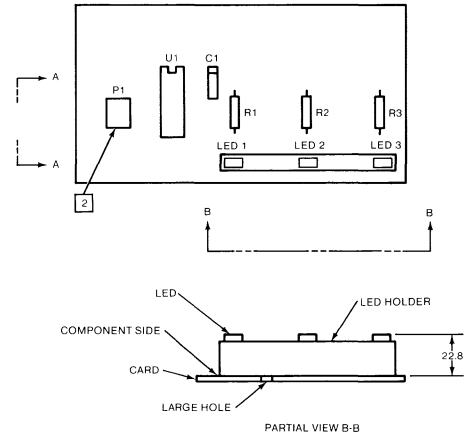 U1 C1
A
P1
R1 R2 R3
LED 1 LED 2 LED 3
A
2
B B
LED
LED HOLDER
COMPONENT SIDE
22.8
CARD
LARGE HOLE
PARTIAL VIEW B-B